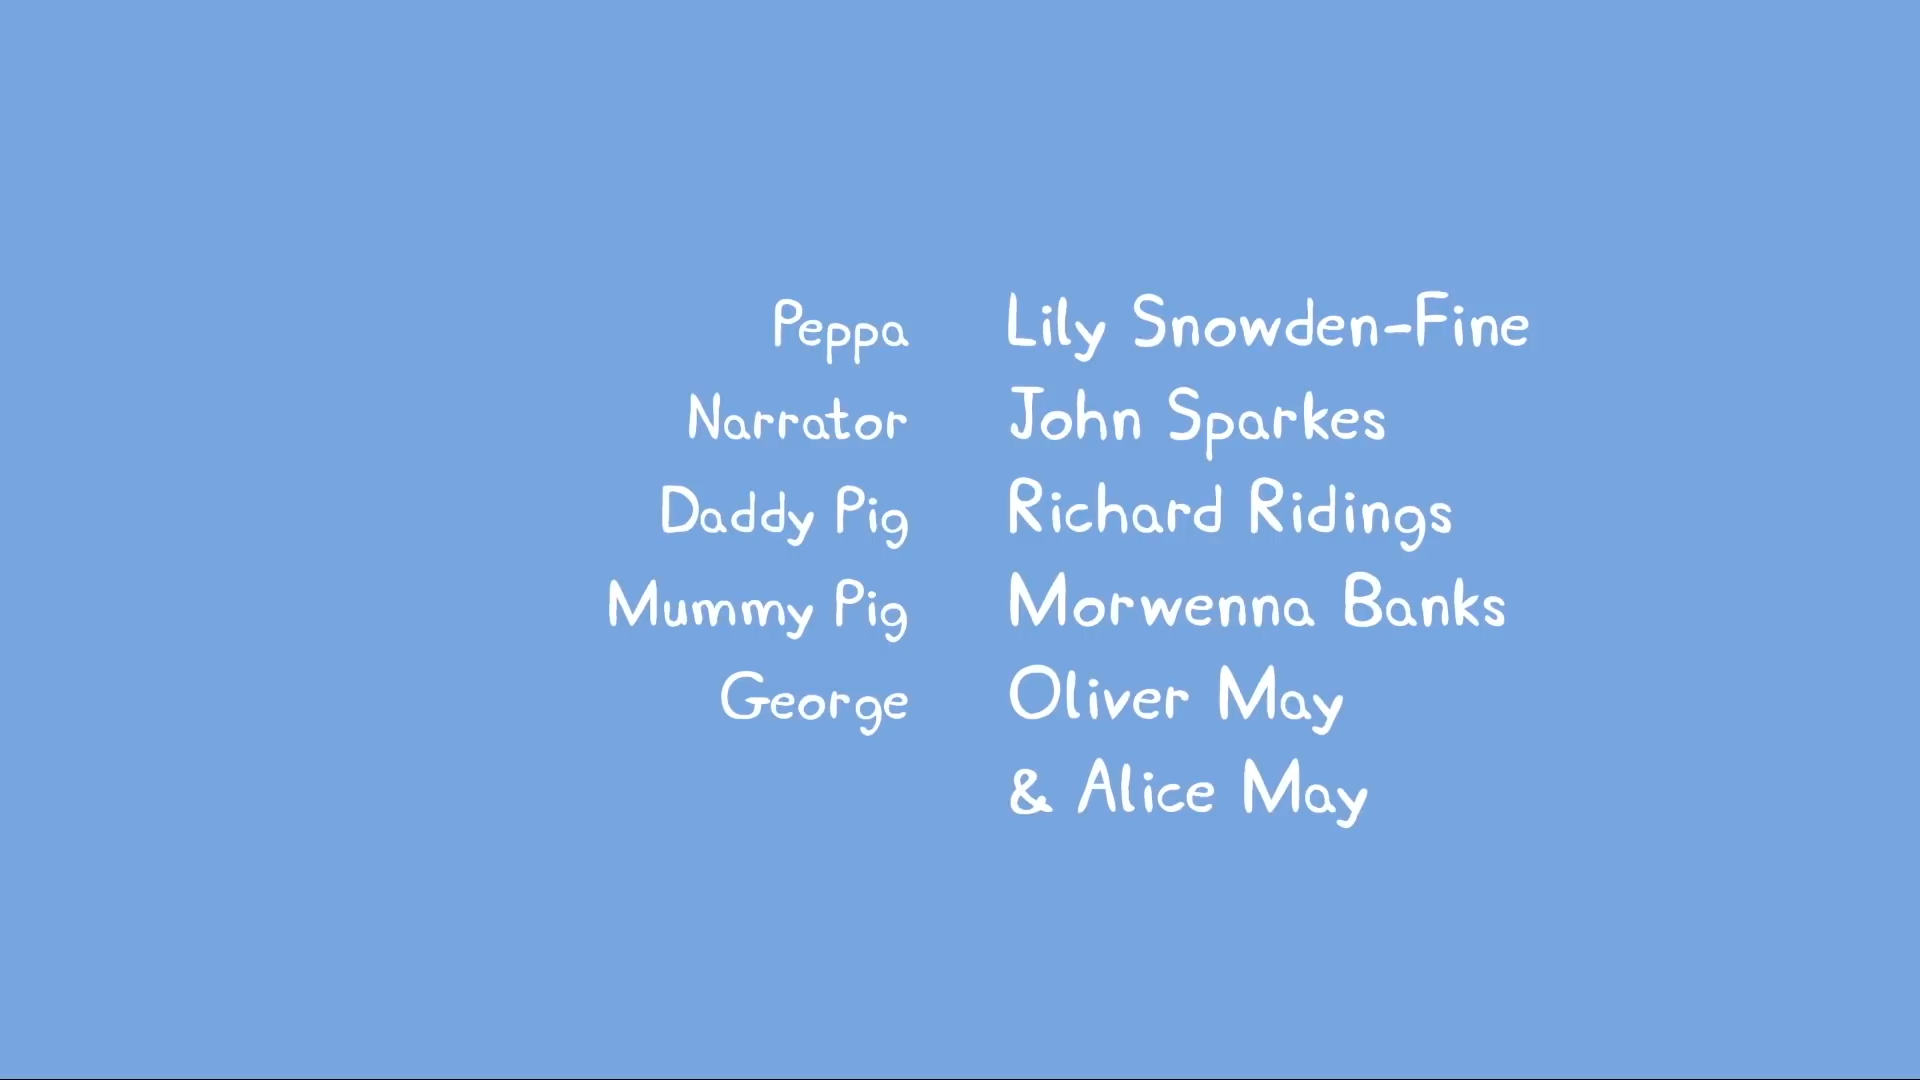 Peppa Lily Snowden-Fine
Narrator John Sparkes
Daddy Pig Richard Ridings
Mummy Pig Morwenna Banks
George Oliver May
& Alice May